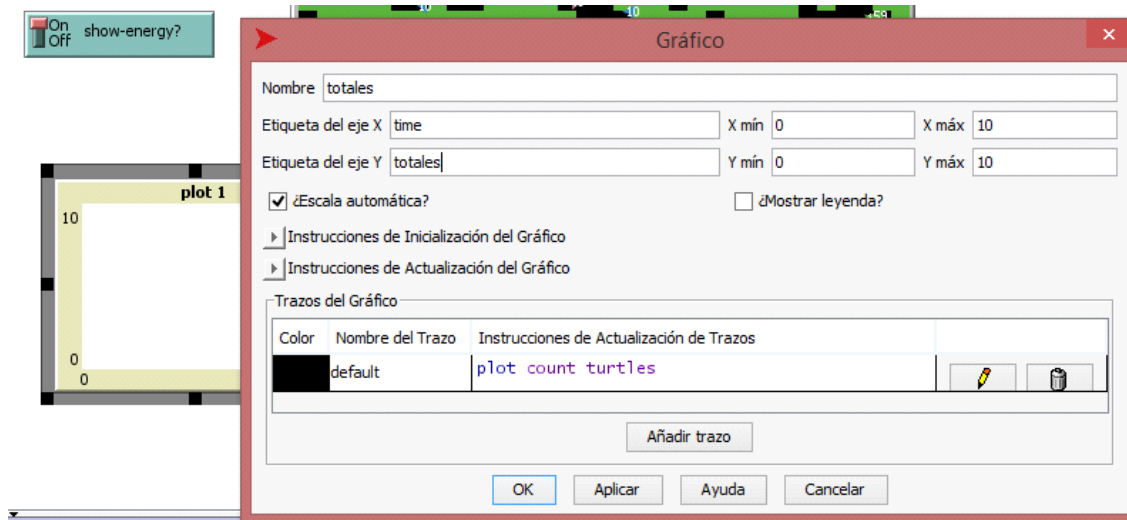 10
10
159
On
Off
show-energy?
Gráfico
Nombre totales
Etiqueta del eje X time X mín 0 X máx 10
Etiqueta del eje Y totales Y mín 0 Y máx 10
¿Escala automática? ¿Mostrar leyenda?
Instrucciones de Inicialización del Gráfico
Instrucciones de Actualización del Gráfico
Trazos del Gráfico
Color Nombre del Trazo Instrucciones de Actualización de Trazos
default plot count turtles
Añadir trazo
OK Aplicar Ayuda Cancelar
plot 1
10
0
0